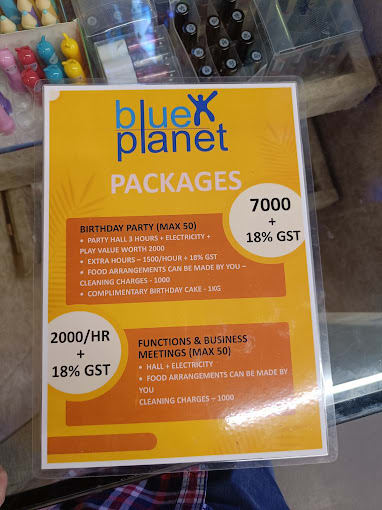 blue
planet
PACKAGES
7000
+
18% GST
BIRTHDAY PARTY (MAX 50)
• PARTY HALL 3 HOURS + ELECTRICITY +
PLAY VALUE WORTH 2000
• EXTRA HOURS – 1500/HOUR + 18% GST
• FOOD ARRANGEMENTS CAN BE MADE BY YOU –
CLEANING CHARGES - 1000
• COMPLIMENTARY BIRTHDAY CAKE - 1KG
2000/HR
+
18% GST
FUNCTIONS & BUSINESS
MEETINGS (MAX 50)
• HALL + ELECTRICITY
• FOOD ARRANGEMENTS CAN BE MADE BY
YOU
CLEANING CHARGES – 1000